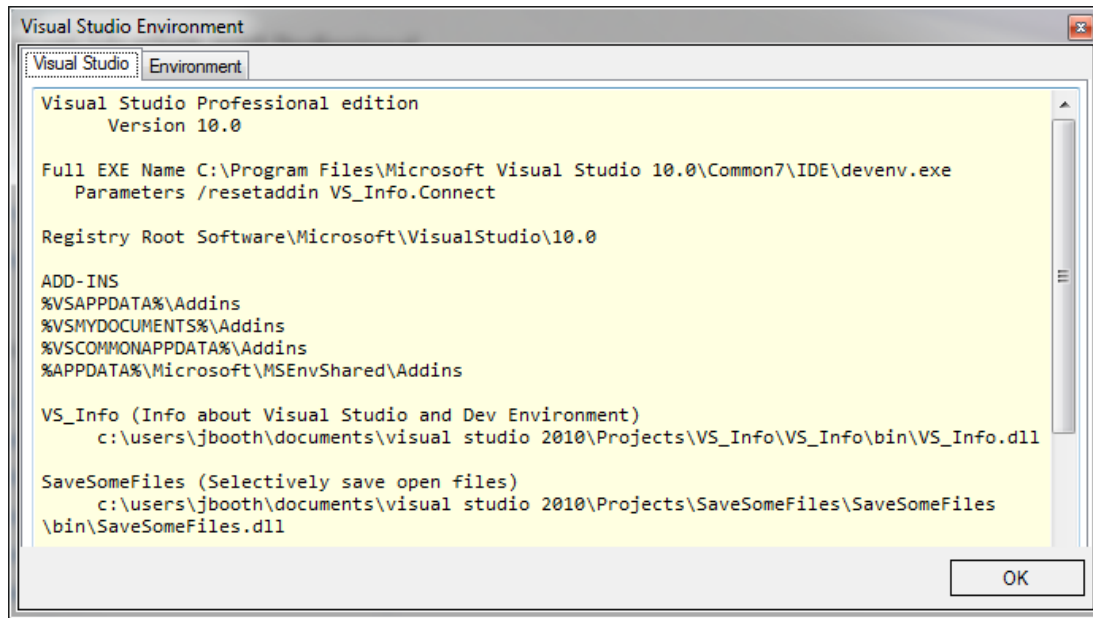 Visual Studio Environment
Visual Studio
Environment
Visual Studio Professional edition
Version 10.0
Full EXE Name C:\Program Files\Microsoft Visual Studio 10.0\Common7\IDE\devenv.exe
Parameters /resetaddin VS_Info.Connect
Registry Root Software\Microsoft\VisualStudio\10.0
ADD-INS
%VSAPPDATA%\Addins
%VSMYDOCUMENTS%\Addins
%VSCOMMONAPPDATA%\Addins
%APPDATA%\Microsoft\MSEnvShared\Addins
VS_Info (Info about Visual Studio and Dev Environment)
c:\users\jbooth\documents\visual studio 2010\Projects\VS_Info\VS_Info\bin\VS_Info.dll
SaveSomeFiles (Selectively save open files)
c:\users\jbooth\documents\visual studio 2010\Projects\SaveSomeFiles\SaveSomeFiles
\bin\SaveSomeFiles.dll
OK